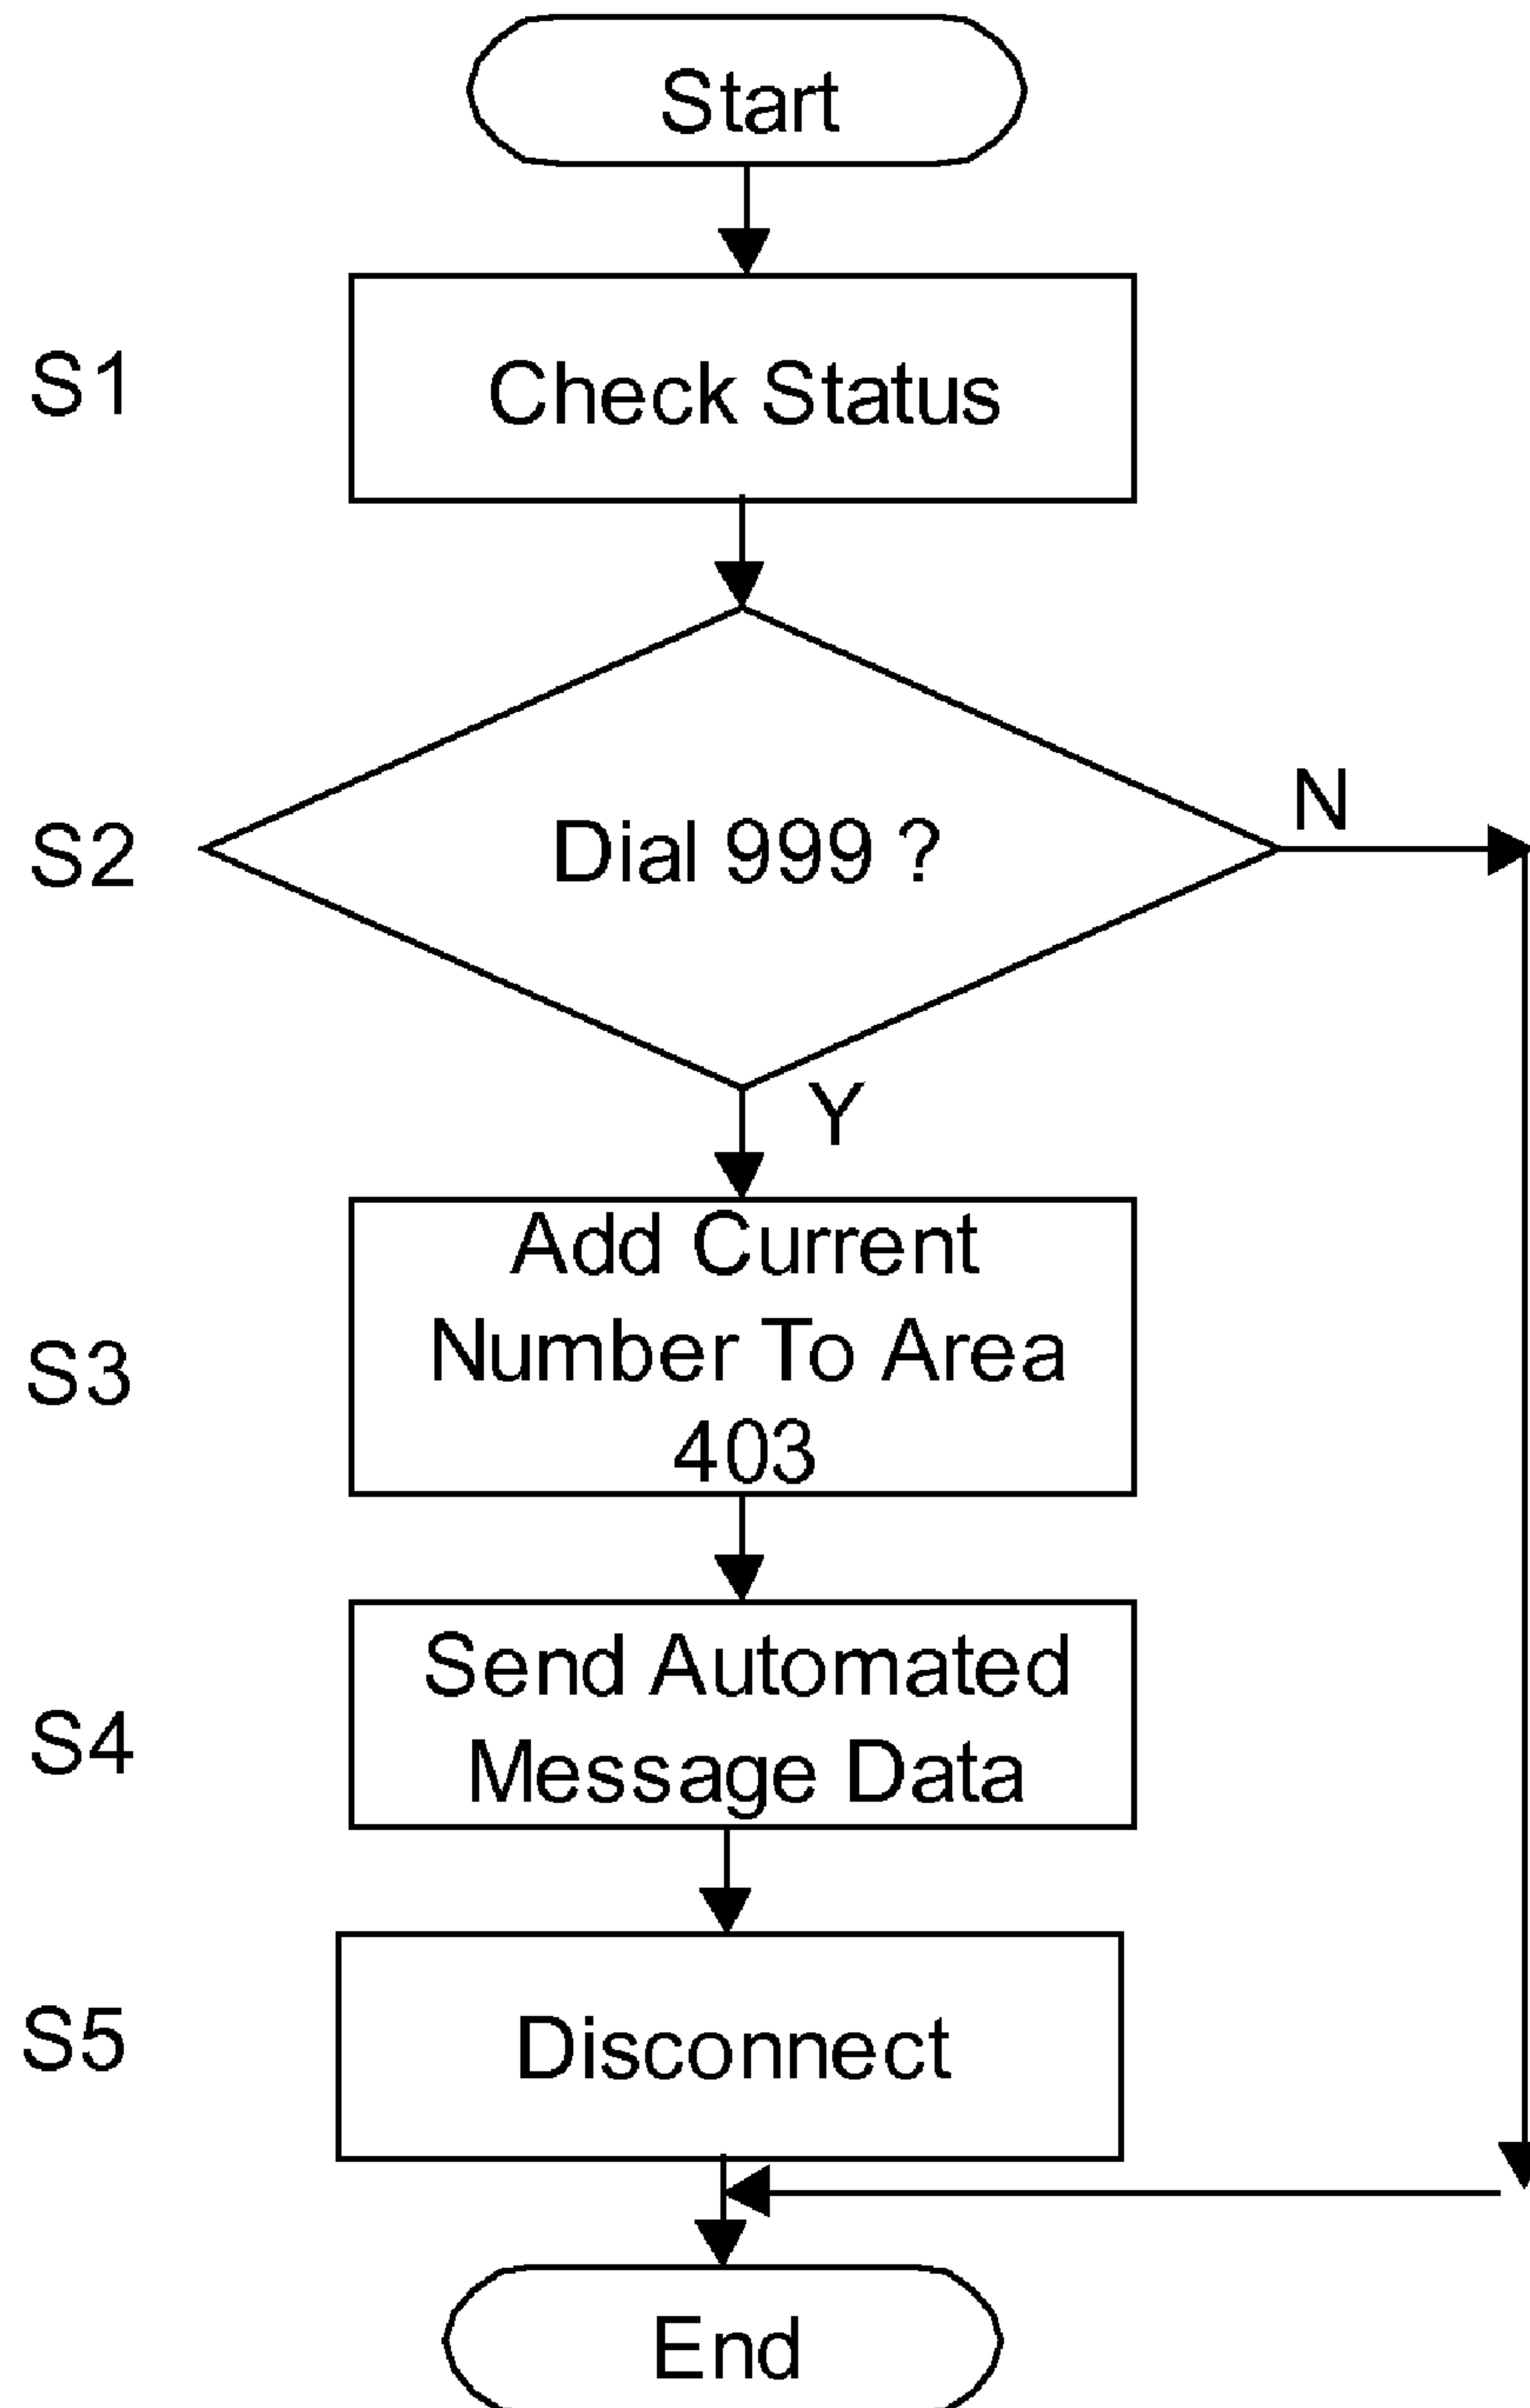 Start
S1
Check Status
S2
Dial 999 ?
N
Y
S3
Add Current
Number To Area
403
S4
Send Automated
Message Data
S5
Disconnect
End